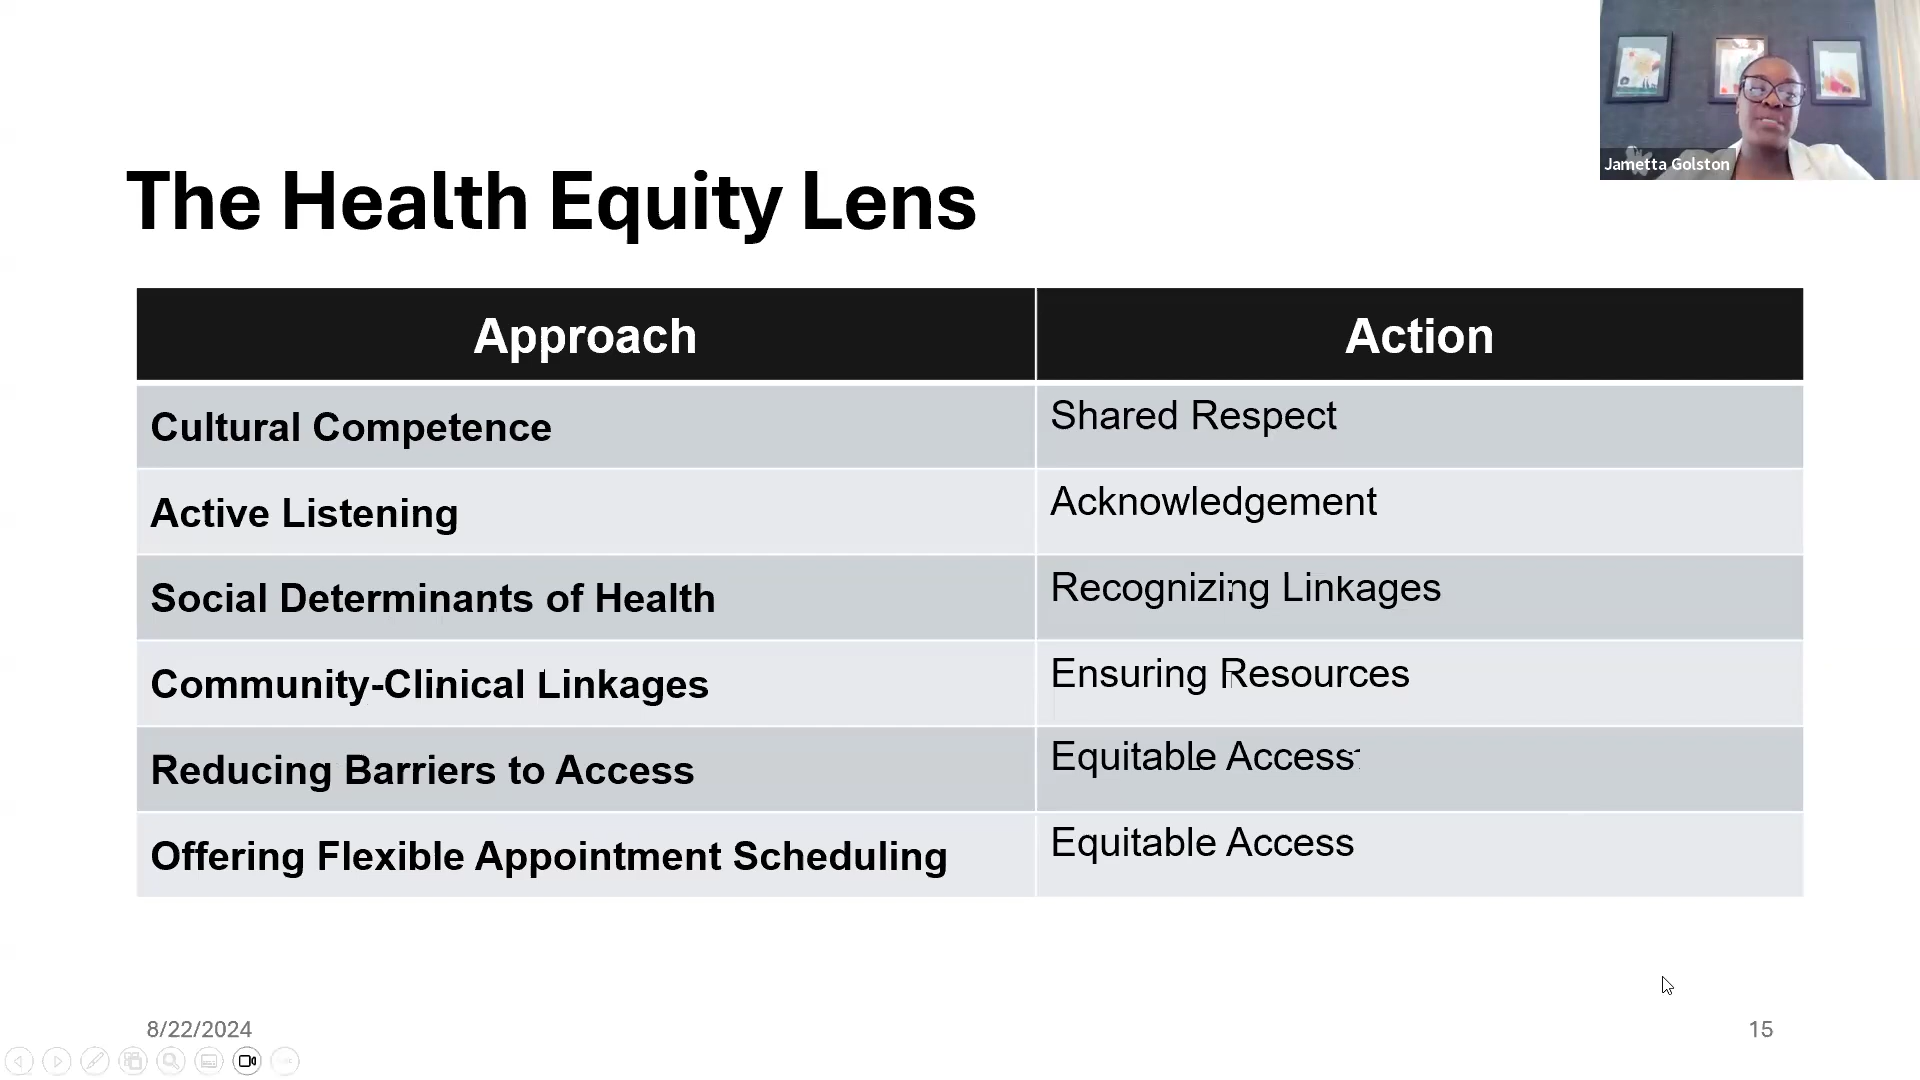 Jametta Golston
The Health Equity Lens
Approach Action
Cultural Competence Shared Respect
Active Listening Acknowledgement
Social Determinants of Health Recognizing Linkages
Community-Clinical Linkages Ensuring Resources
Reducing Barriers to Access Equitable Access
Offering Flexible Appointment Scheduling Equitable Access
8/22/2024 15